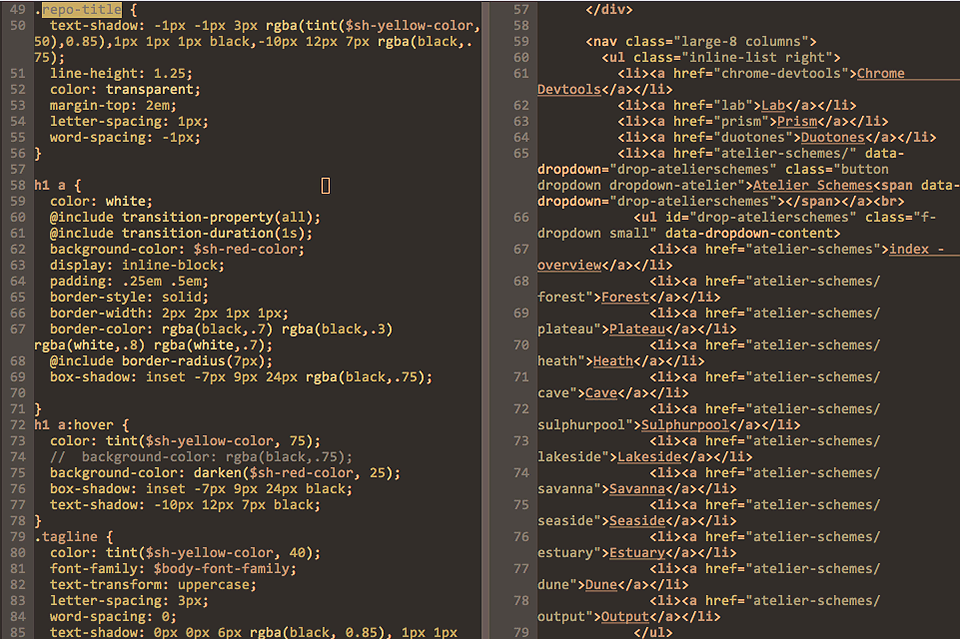 49 .repo-title {
50   text-shadow: -1px -1px 3px rgba(tint($sh-yellow-color,
50),0.85),1px 1px 1px black,-10px 12px 7px rgba(black,.
75);
51   line-height: 1.25;
52   color: transparent;
53   margin-top: 2em;
54   letter-spacing: 1px;
55   word-spacing: -1px;
56 }
57
58 h1 a {
59   color: white;
60   @include transition-property(all);
61   @include transition-duration(1s);
62   background-color: $sh-red-color;
63   display: inline-block;
64   padding: .25em .5em;
65   border-style: solid;
66   border-width: 2px 2px 1px 1px;
67   border-color: rgba(black,.7) rgba(black,.3)
rgba(white,.8) rgba(white,.7);
68   @include border-radius(7px);
69   box-shadow: inset -7px 9px 24px rgba(black,.75);
70
71 }
72 h1 a:hover {
73   color: tint($sh-yellow-color, 75);
74   //  background-color: rgba(black,.75);
75   background-color: darken($sh-red-color, 25);
76   box-shadow: inset -7px 9px 24px black;
77   text-shadow: -10px 12px 7px black;
78 }
79 .tagline {
80   color: tint($sh-yellow-color, 40);
81   font-family: $body-font-family;
82   text-transform: uppercase;
83   letter-spacing: 3px;
84   word-spacing: 0;
85   text-shadow: 0px 0px 6px rgba(black, 0.85), 1px 1px
57       </div>
58
59       <nav class="large-8 columns">
60         <ul class="inline-list right">
61           <li><a href="chrome-devtools">Chrome
Devtools</a></li>
62           <li><a href="lab">Lab</a></li>
63           <li><a href="prism">Prism</a></li>
64           <li><a href="duotones">Duotones</a></li>
65           <li><a href="atelier-schemes/" data-
dropdown="drop-atelierschemes" class="button
dropdown dropdown-atelier">Atelier Schemes<span data-
dropdown="drop-atelierschemes"></span></a><br>
66             <ul id="drop-atelierschemes" class="f-
dropdown small" data-dropdown-content>
67               <li><a href="atelier-schemes">index -
overview</a></li>
68               <li><a href="atelier-schemes/
forest">Forest</a></li>
69               <li><a href="atelier-schemes/
plateau">Plateau</a></li>
70               <li><a href="atelier-schemes/
heath">Heath</a></li>
71               <li><a href="atelier-schemes/
cave">Cave</a></li>
72               <li><a href="atelier-schemes/
sulphurpool">Sulphurpool</a></li>
73               <li><a href="atelier-schemes/
lakeside">Lakeside</a></li>
74               <li><a href="atelier-schemes/
savanna">Savanna</a></li>
75               <li><a href="atelier-schemes/
seaside">Seaside</a></li>
76               <li><a href="atelier-schemes/
estuary">Estuary</a></li>
77               <li><a href="atelier-schemes/
dune">Dune</a></li>
78               <li><a href="atelier-schemes/
output">Output</a></li>
79             </ul>